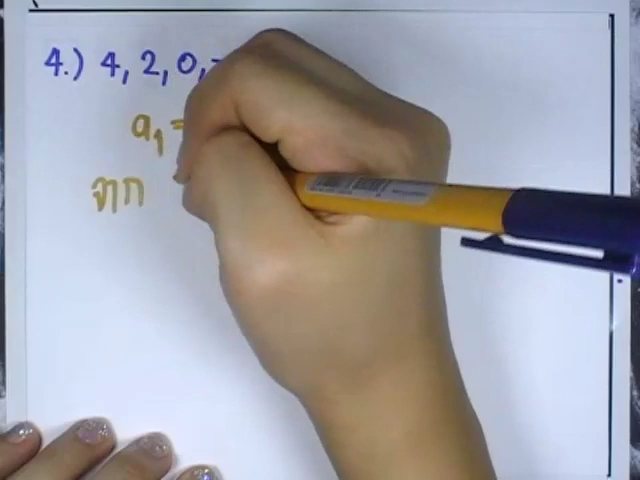 4.) 4, 2, 0, -
a₁ =
จาก